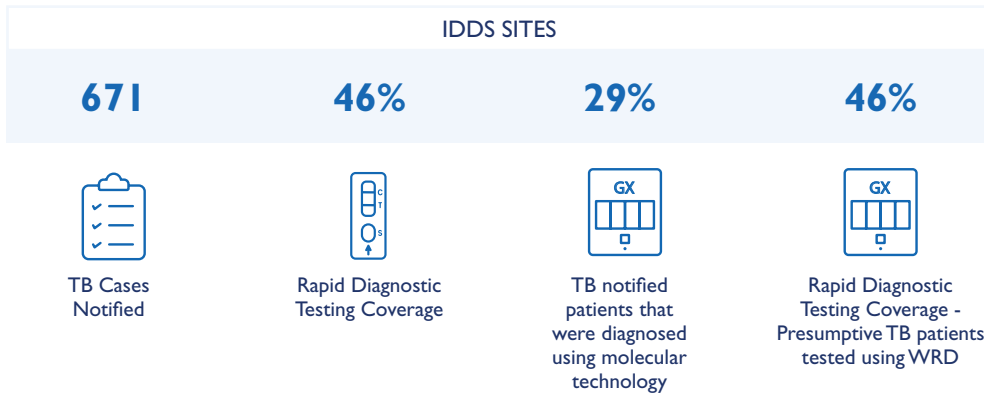 IDDS SITES
671
46%
29%
46%
C
T
S
GX
GX
TB Cases
Notified
Rapid Diagnostic
Testing Coverage
TB notified
patients that
were diagnosed
using molecular
technology
Rapid Diagnostic
Testing Coverage -
Presumptive TB patients
tested using WRD